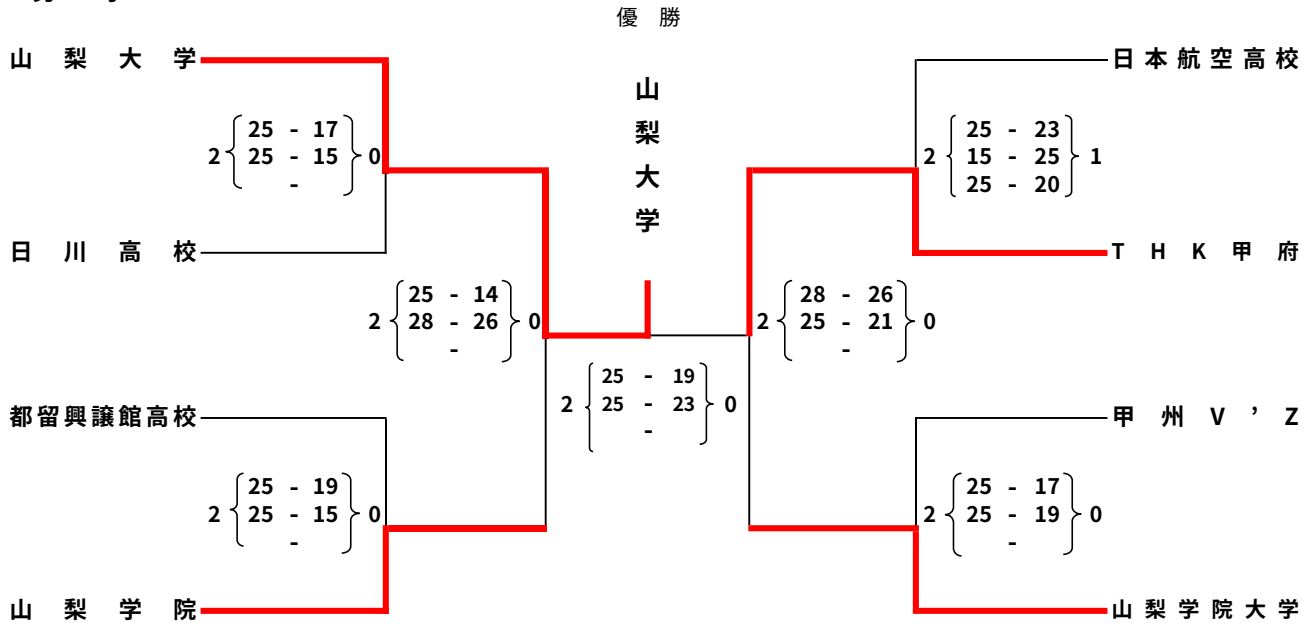 優 勝
山梨大学
日本航空高校
山梨大学
25 - 17
2 25 - 15 0
-
25 - 23
2 15 - 25 1
25 - 20
日川高校
THK甲府
25 - 14
2 28 - 26 0
-
28 - 26
2 25 - 21 0
-
25 - 19
2 25 - 23 0
-
都留興譲館高校
甲州V’Z
25 - 19
2 25 - 15 0
-
25 - 17
2 25 - 19 0
-
山梨学院
山梨学院大学